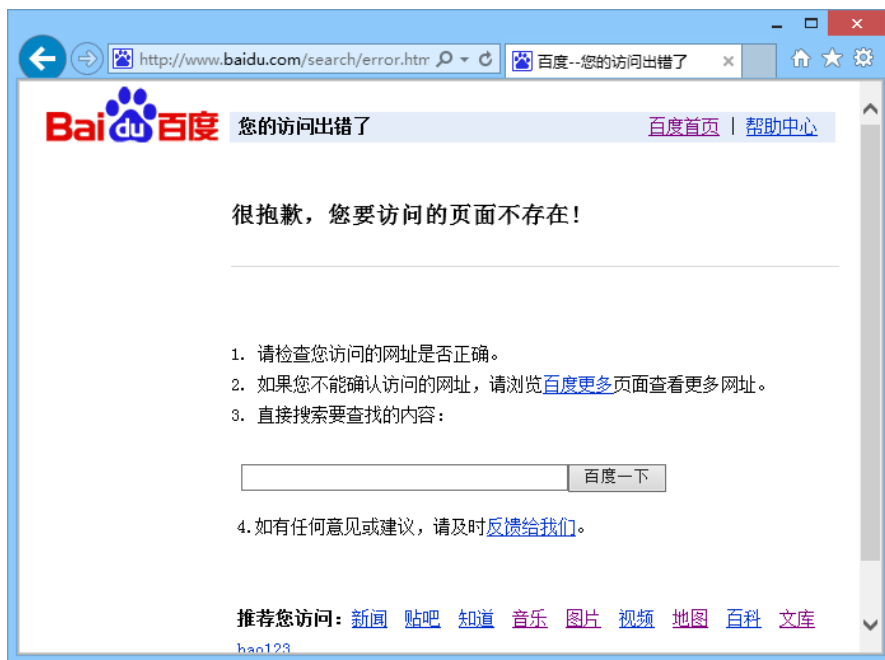 http://www.baidu.com/search/error.htm
百度--您的访问出错了
Bai du 百度
您的访问出错了
百度首页 | 帮助中心
很抱歉，您要访问的页面不存在！
1. 请检查您访问的网址是否正确。
2. 如果您不能确认访问的网址，请浏览百度更多页面查看更多网址。
3. 直接搜索要查找的内容：
百度一下
4.如有任何意见或建议，请及时反馈给我们。
推荐您访问：新闻 贴吧 知道 音乐 图片 视频 地图 百科 文库
hao123